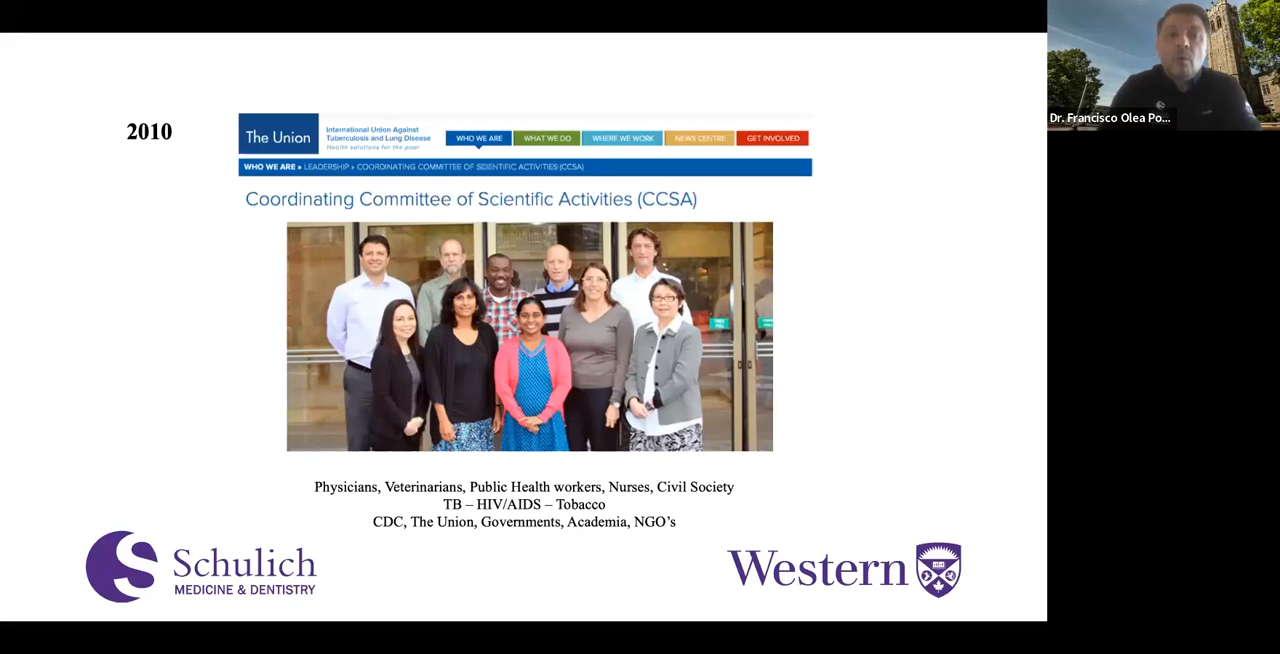 2010
The Union
International Union Against
Tuberculosis and Lung Disease
Health solutions for the poor
WHO WE ARE
WHAT WE DO
WHERE WE WORK
NEWS CENTRE
GET INVOLVED
WHO WE ARE » LEADERSHIP » COORDINATING COMMITTEE OF SCIENTIFIC ACTIVITIES (CCSA)
Coordinating Committee of Scientific Activities (CCSA)
Physicians, Veterinarians, Public Health workers, Nurses, Civil Society
TB – HIV/AIDS – Tobacco
CDC, The Union, Governments, Academia, NGO’s
Schulich
MEDICINE & DENTISTRY
Western
Dr. Francisco Olea Po...